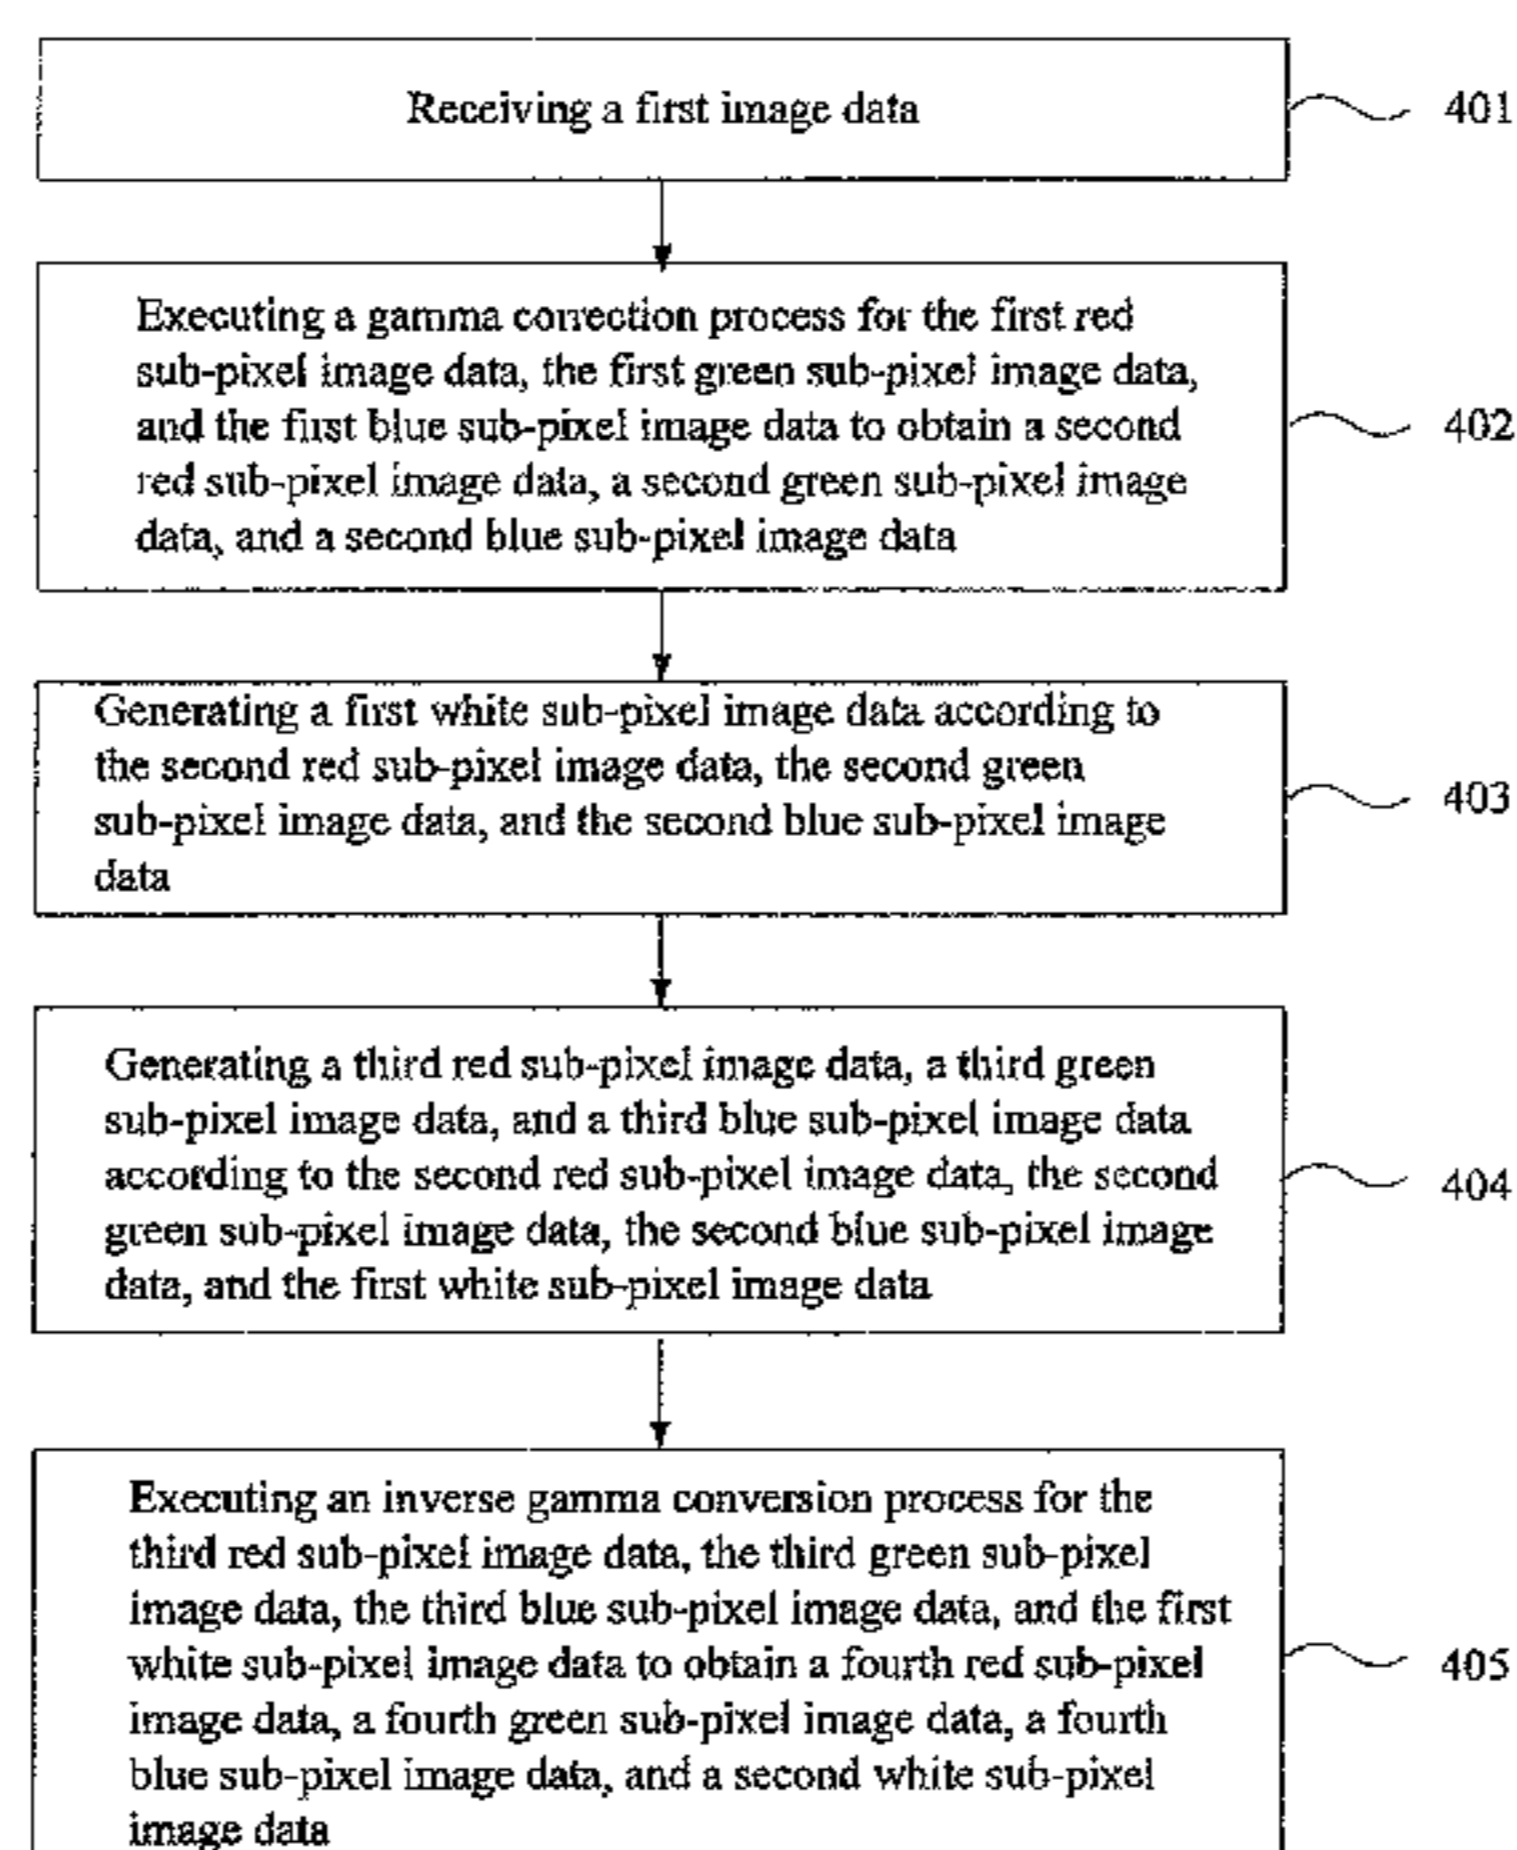 Receiving a first image data
401
Executing a gamma correction process for the first red
sub-pixel image data, the first green sub-pixel image data,
and the first blue sub-pixel image data to obtain a second
red sub-pixel image data, a second green sub-pixel image
data, and a second blue sub-pixel image data
402
Generating a first white sub-pixel image data according to
the second red sub-pixel image data, the second green
sub-pixel image data, and the second blue sub-pixel image
data
403
Generating a third red sub-pixel image data, a third green
sub-pixel image data, and a third blue sub-pixel image data
according to the second red sub-pixel image data, the second
green sub-pixel image data, the second blue sub-pixel image
data, and the first white sub-pixel image data
404
Executing an inverse gamma conversion process for the
third red sub-pixel image data, the third green sub-pixel
image data, the third blue sub-pixel image data, and the first
white sub-pixel image data to obtain a fourth red sub-pixel
image data, a fourth green sub-pixel image data, a fourth
blue sub-pixel image data, and a second white sub-pixel
image data
405